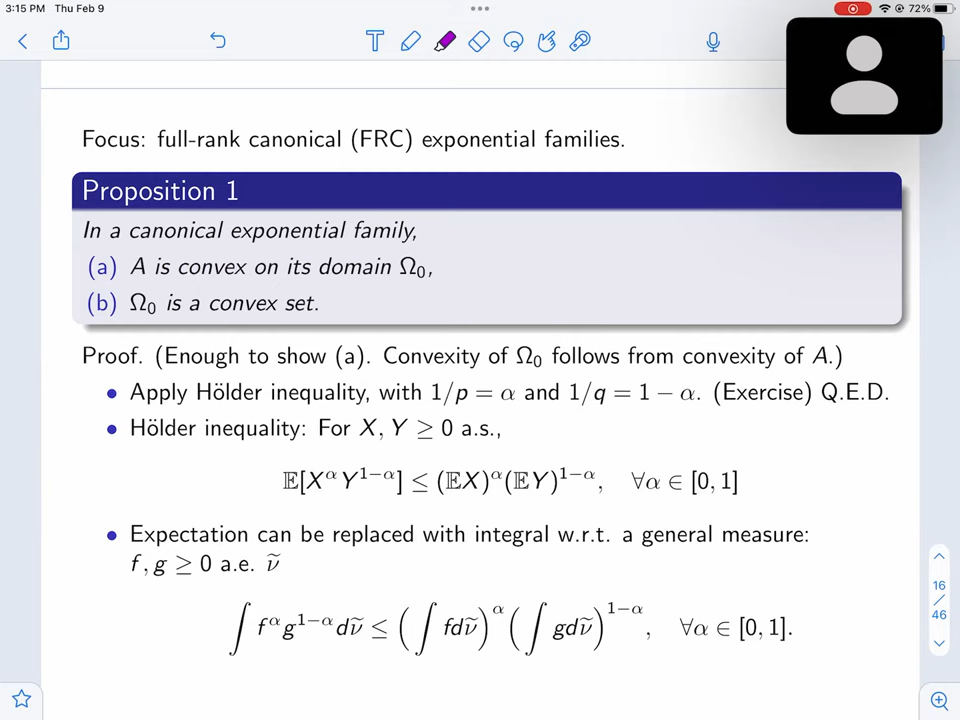 3:15 PM Thu Feb 9
72%
Focus: full-rank canonical (FRC) exponential families.
Proposition 1
In a canonical exponential family,
(a) A is convex on its domain Ω₀,
(b) Ω₀ is a convex set.
Proof. (Enough to show (a). Convexity of Ω₀ follows from convexity of A.)
• Apply Hölder inequality, with 1/p = α and 1/q = 1 − α. (Exercise) Q.E.D.
• Hölder inequality: For X, Y ≥ 0 a.s.,
𝔼[X^α Y^{1−α}] ≤ (𝔼X)^α (𝔼Y)^{1−α}, ∀α ∈ [0, 1]
• Expectation can be replaced with integral w.r.t. a general measure:
f, g ≥ 0 a.e. ν̃
∫ f^α g^{1−α} dν̃ ≤ (∫ f dν̃)^α (∫ g dν̃)^{1−α}, ∀α ∈ [0, 1].
16
/
46